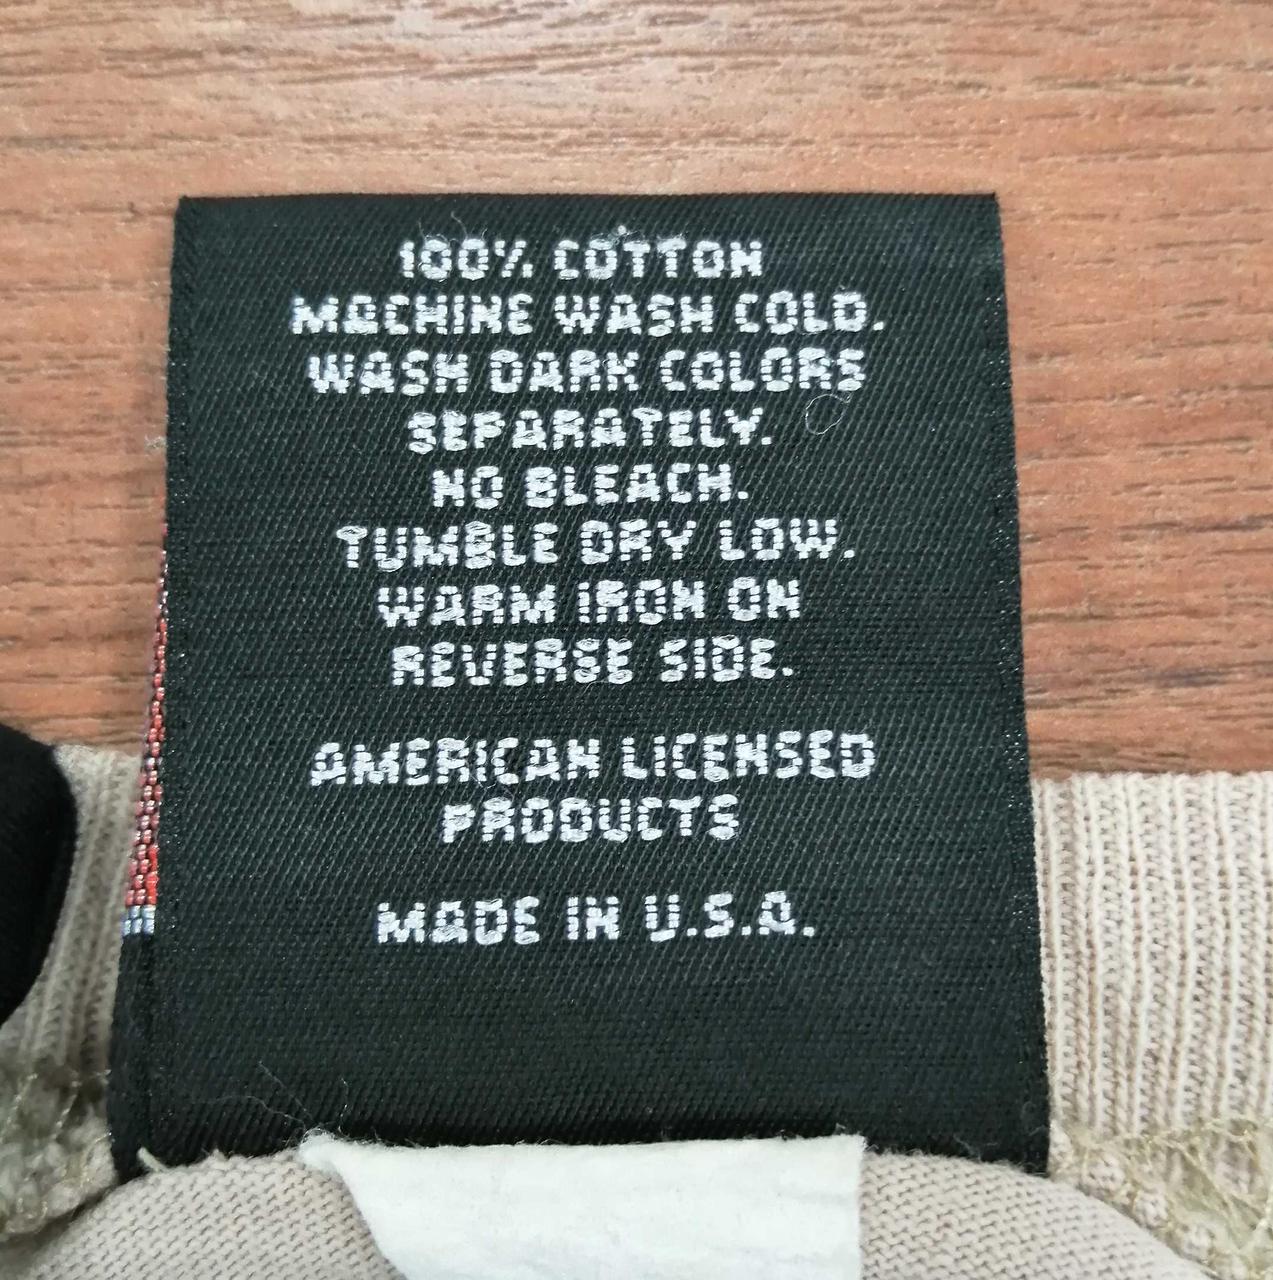 100% COTTON
MACHINE WASH COLD.
WASH DARK COLORS
SEPARATELY.
NO BLEACH.
TUMBLE DRY LOW.
WARM IRON ON
REVERSE SIDE.
AMERICAN LICENSED
PRODUCTS
MADE IN U.S.A.